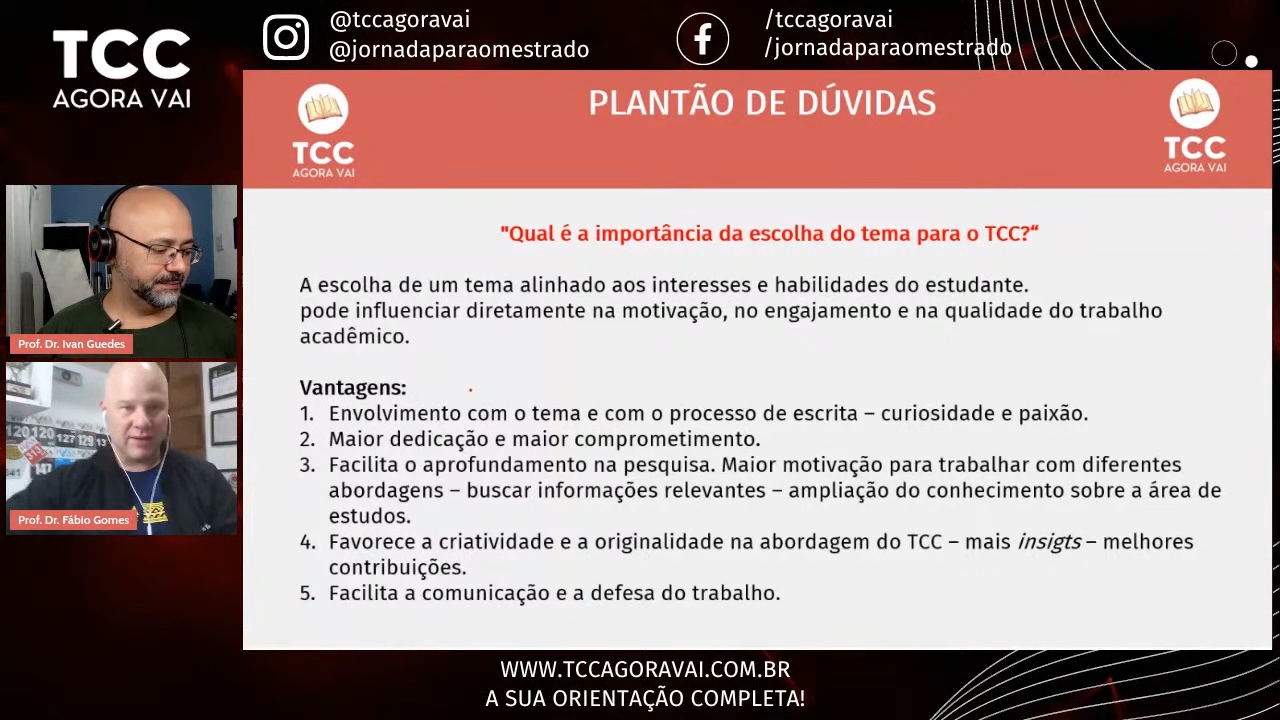 TCC
AGORA VAI
@tccagoravai
@jornadaparaomestrado
/tccagoravai
/jornadaparaomestrado
TCC
AGORA VAI
PLANTÃO DE DÚVIDAS
TCC
AGORA VAI
"Qual é a importância da escolha do tema para o TCC?“
A escolha de um tema alinhado aos interesses e habilidades do estudante.
pode influenciar diretamente na motivação, no engajamento e na qualidade do trabalho
acadêmico.
Vantagens:
1. Envolvimento com o tema e com o processo de escrita – curiosidade e paixão.
2. Maior dedicação e maior comprometimento.
3. Facilita o aprofundamento na pesquisa. Maior motivação para trabalhar com diferentes
abordagens – buscar informações relevantes – ampliação do conhecimento sobre a área de
estudos.
4. Favorece a criatividade e a originalidade na abordagem do TCC – mais insigts – melhores
contribuições.
5. Facilita a comunicação e a defesa do trabalho.
Prof. Dr. Ivan Guedes
120 120 127 129
147
Prof. Dr. Fábio Gomes
WWW.TCCAGORAVAI.COM.BR
A SUA ORIENTAÇÃO COMPLETA!